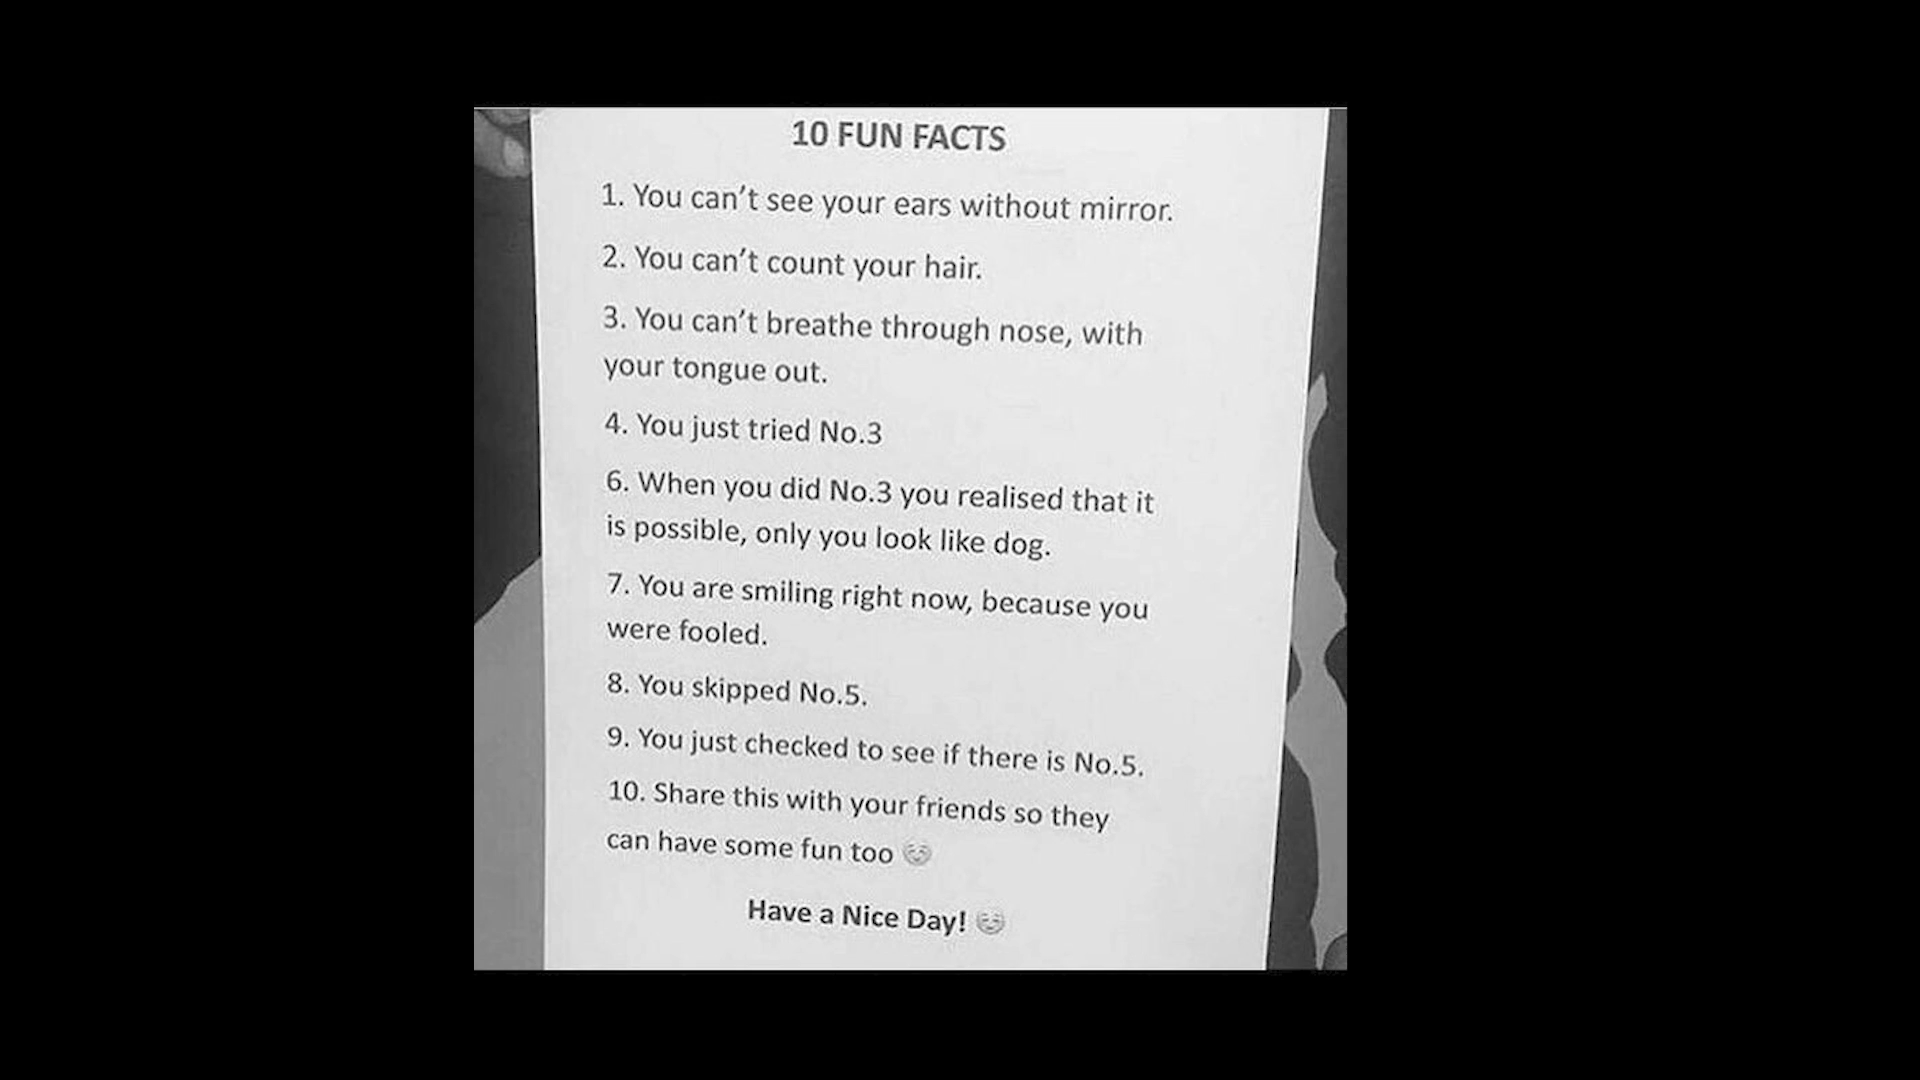 10 FUN FACTS
1. You can’t see your ears without mirror.
2. You can’t count your hair.
3. You can’t breathe through nose, with
your tongue out.
4. You just tried No.3
6. When you did No.3 you realised that it
is possible, only you look like dog.
7. You are smiling right now, because you
were fooled.
8. You skipped No.5.
9. You just checked to see if there is No.5.
10. Share this with your friends so they
can have some fun too 😊
Have a Nice Day! 😊